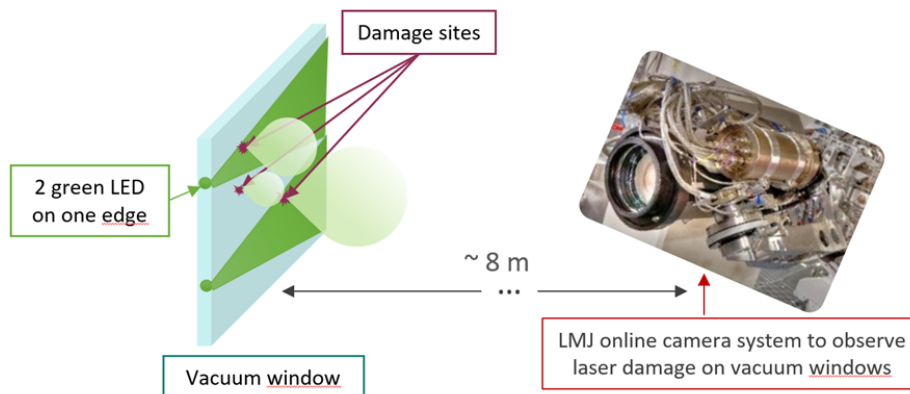 Damage sites
2 green LED
on one edge
~ 8 m
...
LMJ online camera system to observe
laser damage on vacuum windows
Vacuum window